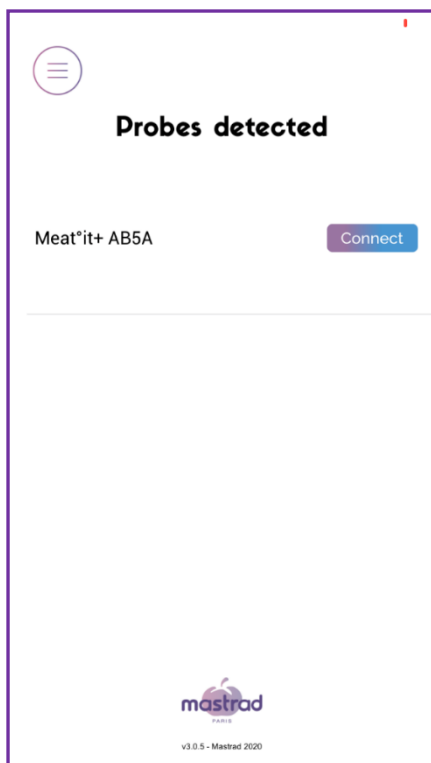 Probes detected
Meat°it+ AB5A
Connect
mastrad
PARIS
v3.0.5 - Mastrad 2020